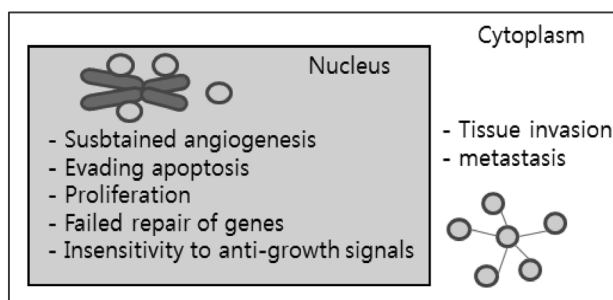 Cytoplasm
Nucleus
- Susbtained angiogenesis
- Evading apoptosis
- Proliferation
- Failed repair of genes
- Insensitivity to anti-growth signals
- Tissue invasion
- metastasis